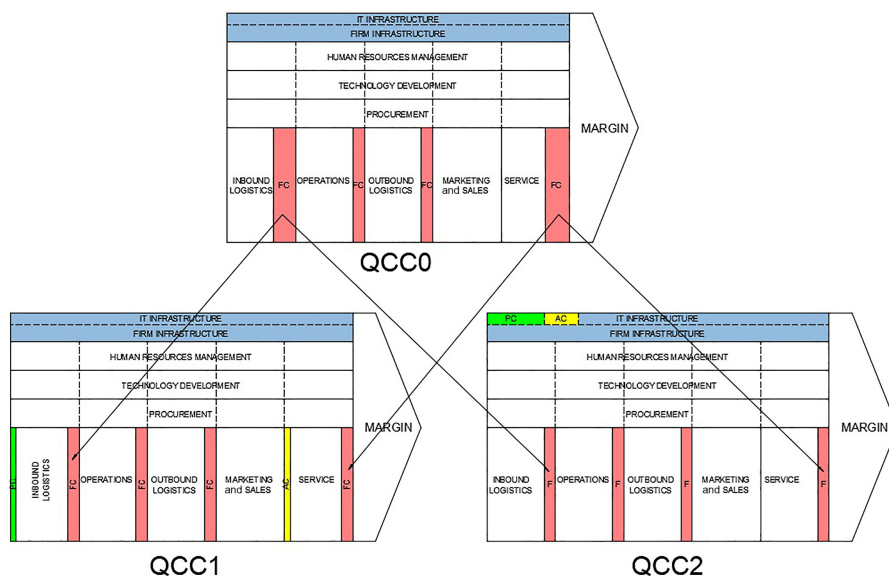 IT INFRASTRUCTURE
FIRM INFRASTRUCTURE
HUMAN RESOURCES MANAGEMENT
TECHNOLOGY DEVELOPMENT
PROCUREMENT
MARGIN
INBOUND
LOGISTICS
FC
OPERATIONS
FC
OUTBOUND
LOGISTICS
FC
MARKETING
and SALES
SERVICE
FC
QCC0
IT INFRASTRUCTURE
FIRM INFRASTRUCTURE
HUMAN RESOURCES MANAGEMENT
TECHNOLOGY DEVELOPMENT
PROCUREMENT
MARGIN
PC
INBOUND
LOGISTICS
FC
OPERATIONS
FC
OUTBOUND
LOGISTICS
FC
MARKETING
and SALES
AC
SERVICE
FC
QCC1
PC
AC
IT INFRASTRUCTURE
FIRM INFRASTRUCTURE
HUMAN RESOURCES MANAGEMENT
TECHNOLOGY DEVELOPMENT
PROCUREMENT
MARGIN
INBOUND
LOGISTICS
F
OPERATIONS
F
OUTBOUND
LOGISTICS
F
MARKETING
and SALES
SERVICE
F
QCC2